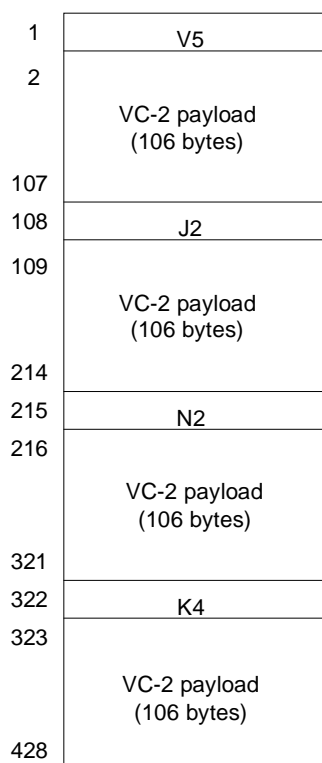 1
V5
2
VC-2 payload
(106 bytes)
107
108
J2
109
VC-2 payload
(106 bytes)
214
215
N2
216
VC-2 payload
(106 bytes)
321
322
K4
323
VC-2 payload
(106 bytes)
428